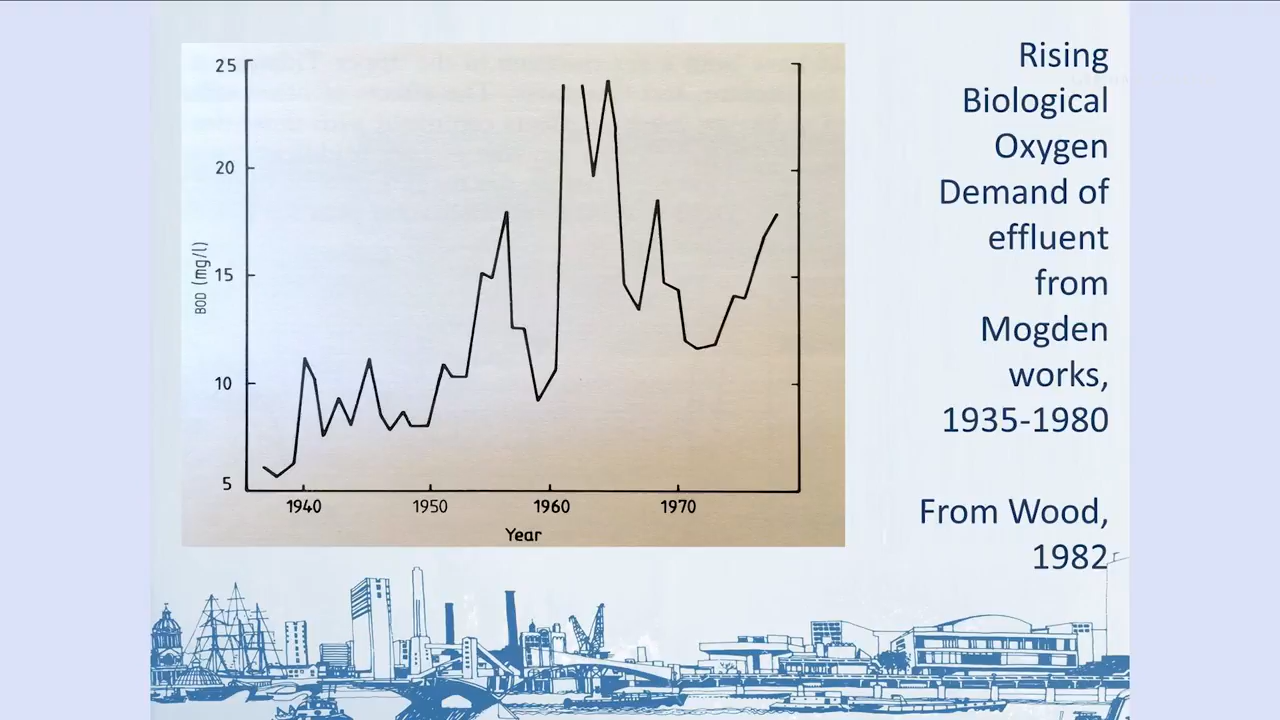 25
20
15
10
5
BOD (mg/l)
1940 1950 1960 1970
Year
Rising
Biological
Oxygen
Demand of
effluent
from
Mogden
works,
1935-1980
From Wood,
1982